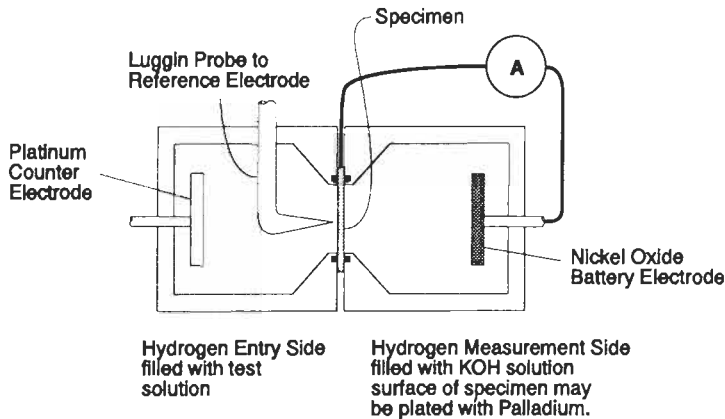 Specimen
Luggin Probe to
Reference Electrode
A
Platinum
Counter
Electrode
Nickel Oxide
Battery Electrode
Hydrogen Entry Side
filled with test
solution
Hydrogen Measurement Side
filled with KOH solution
surface of specimen may
be plated with Palladium.